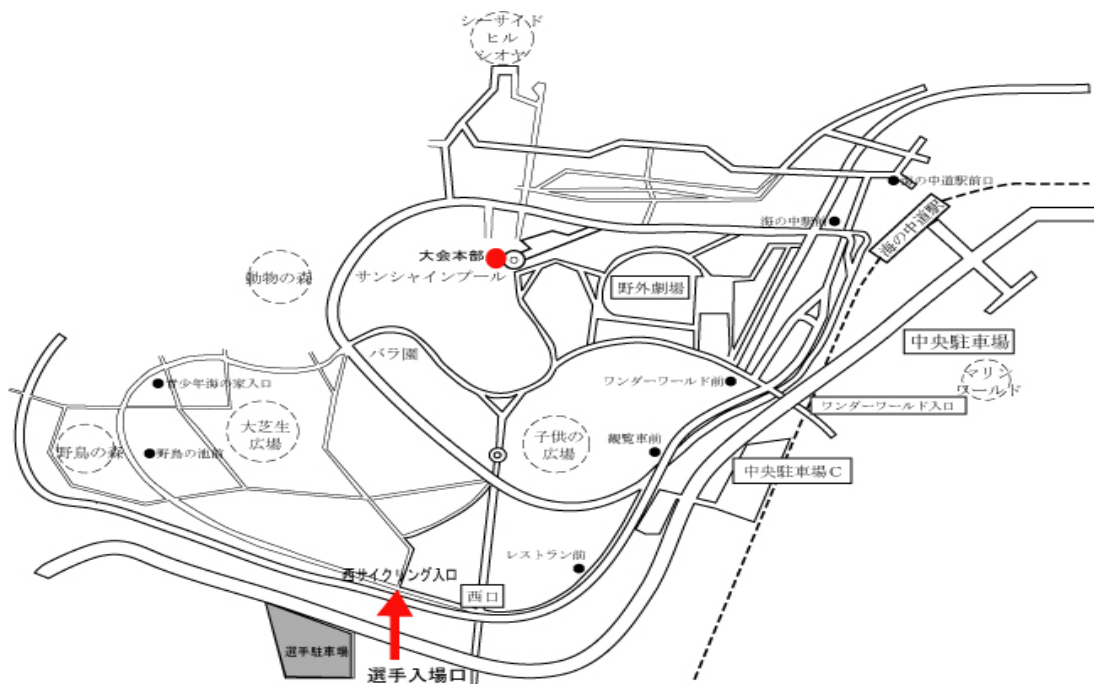 シーサイド
ヒル
シオヤ
海の中道駅前口
海の中駅前
海の中道駅
大会本部
サンシャインプール
動物の森
野外劇場
中央駐車場
マリン
ワールド
バラ園
ワンダーワールド前
ワンダーワールド入口
青少年海の家入口
大芝生
広場
子供の
広場
観覧車前
野鳥の森
野鳥の池前
中央駐車場C
レストラン前
西サイクリング入口
西口
選手駐車場
選手入場口